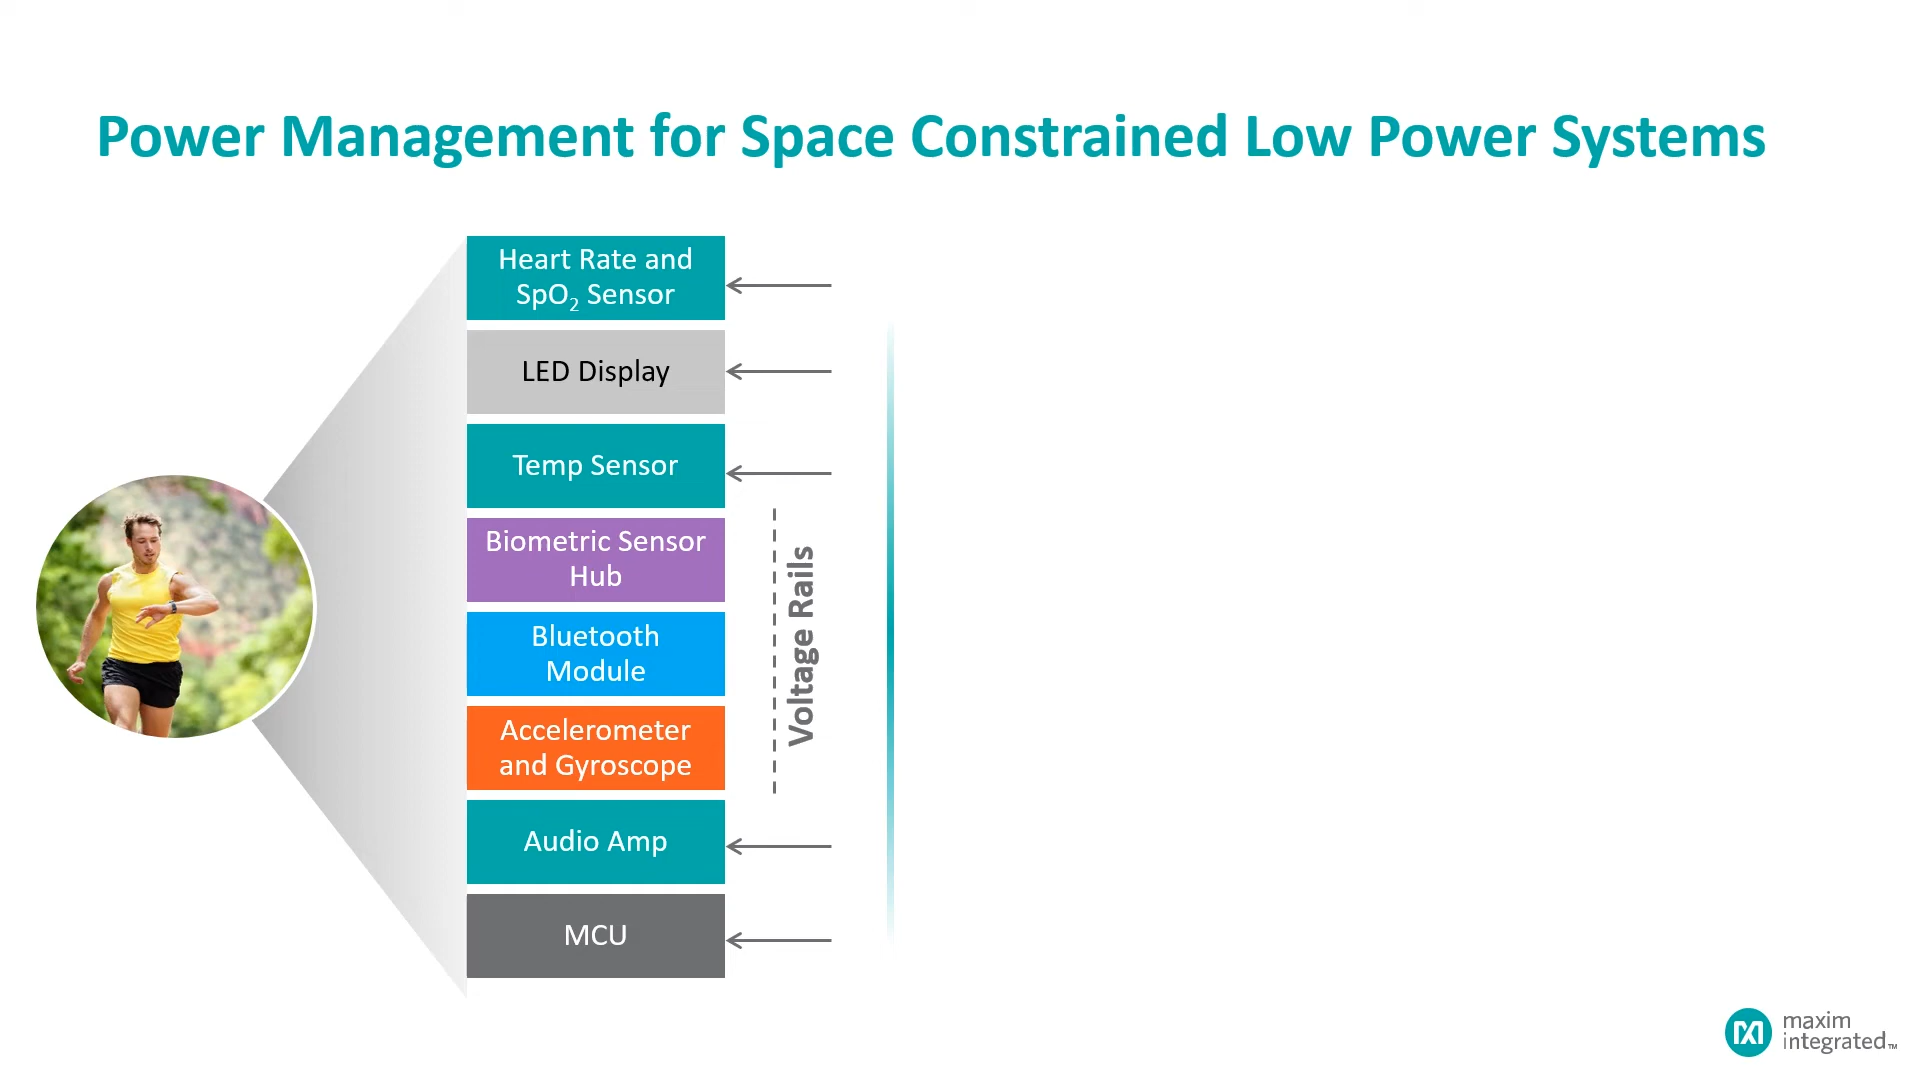 Power Management for Space Constrained Low Power Systems
Heart Rate and
SpO₂ Sensor
LED Display
Temp Sensor
Biometric Sensor
Hub
Bluetooth
Module
Accelerometer
and Gyroscope
Audio Amp
MCU
Voltage Rails
maxim
integrated™